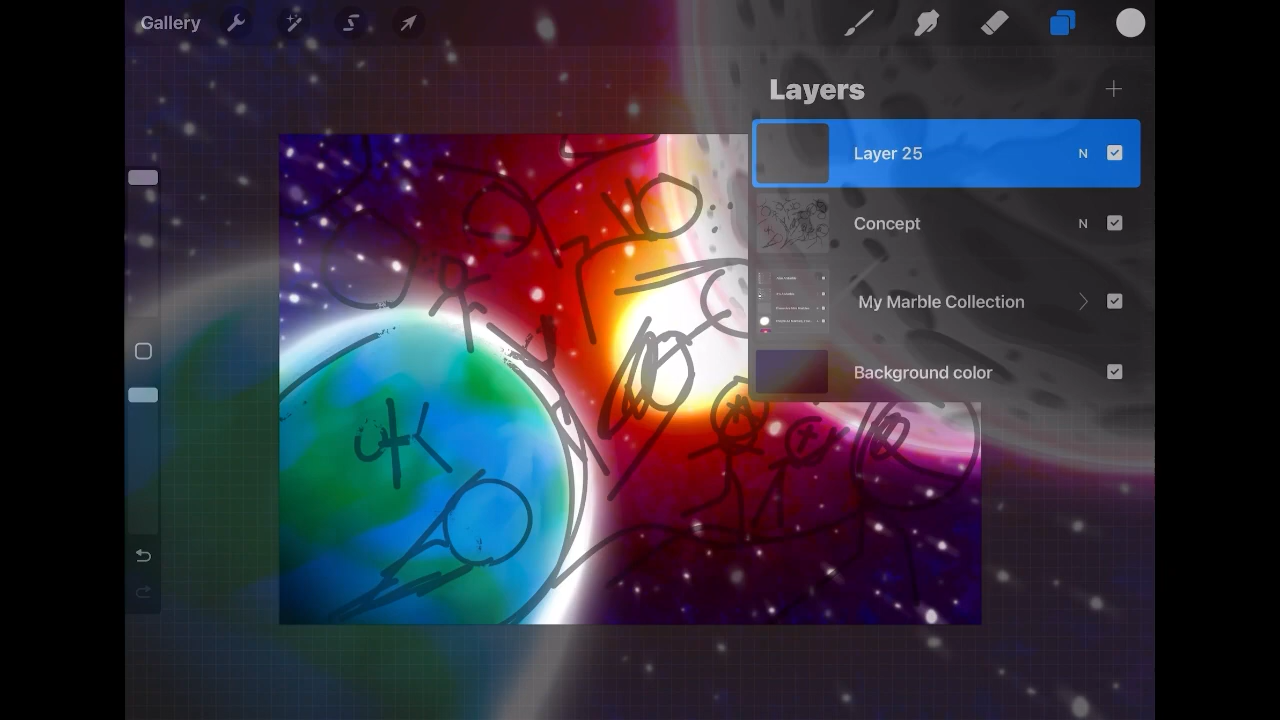 Gallery
Layers
Layer 25 N
Concept N
My Marble Collection
Background color